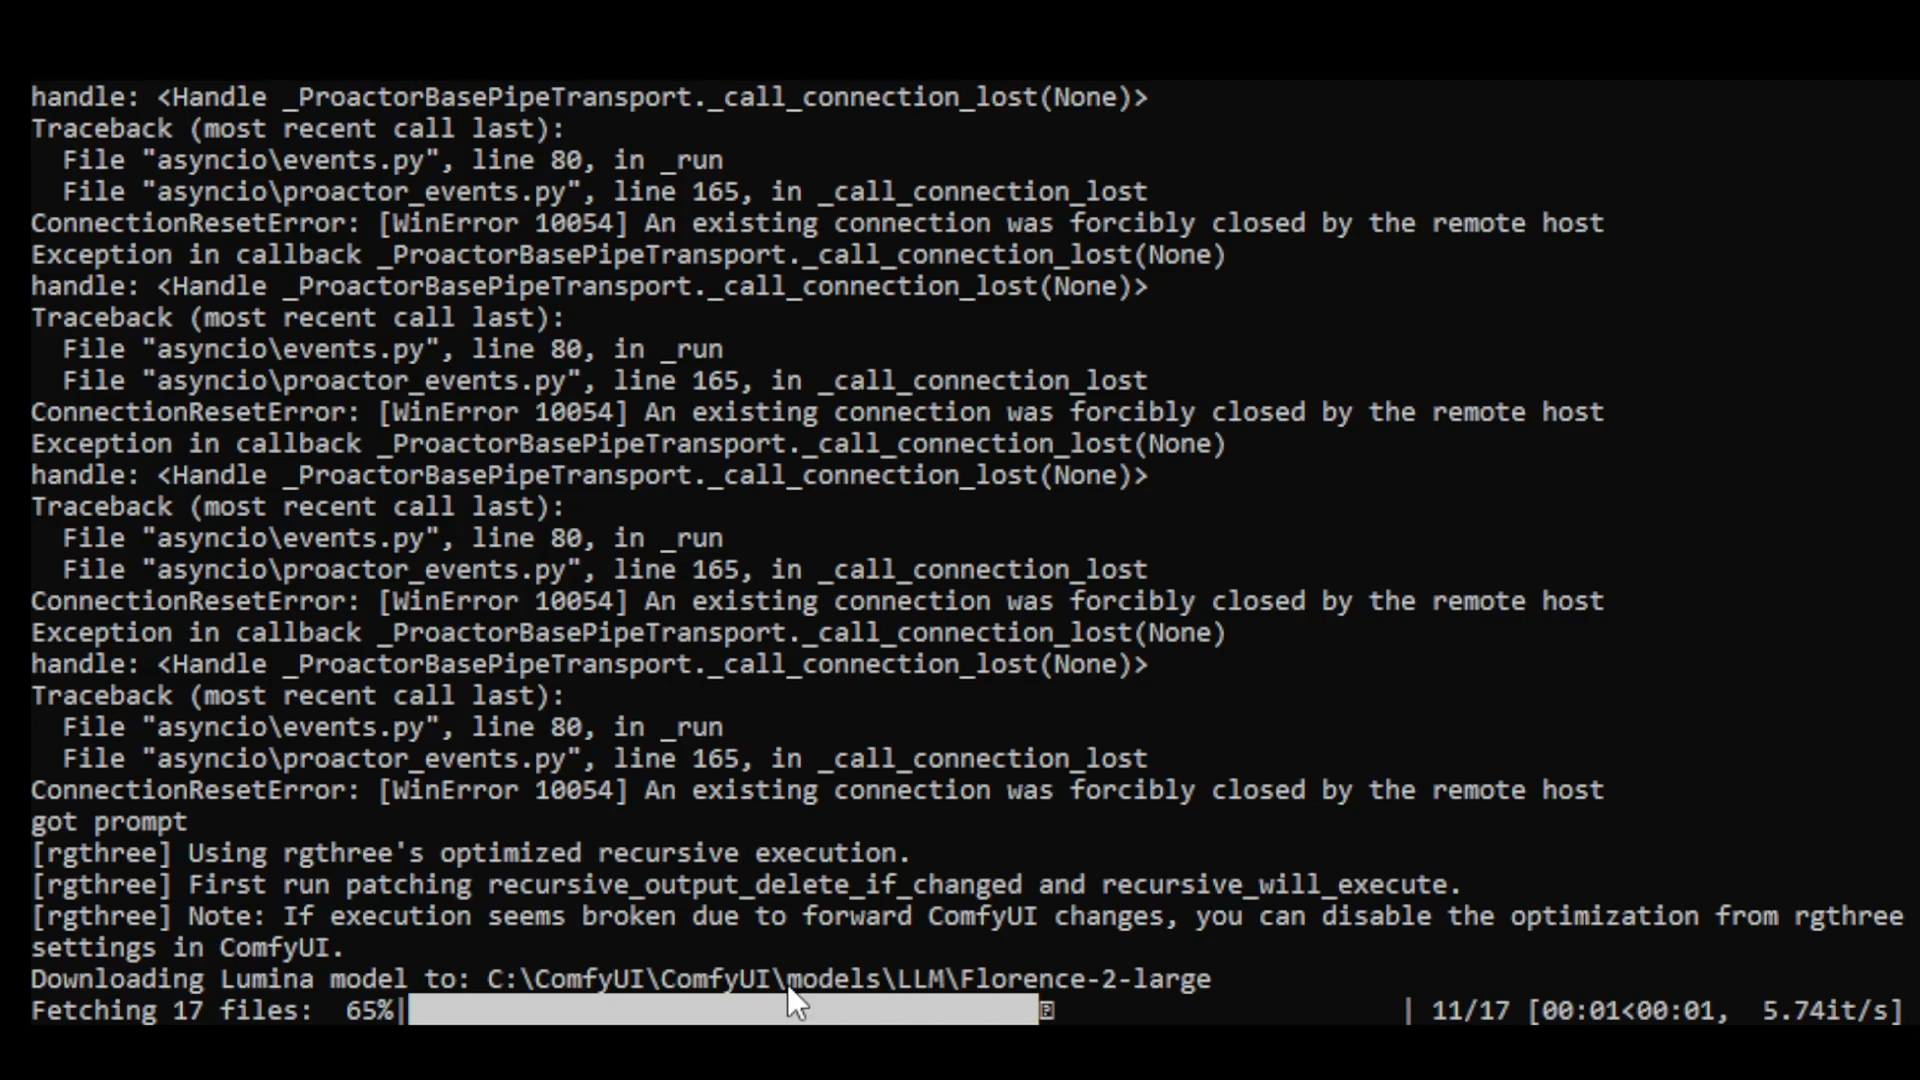 handle: <Handle _ProactorBasePipeTransport._call_connection_lost(None)>
Traceback (most recent call last):
  File "asyncio\events.py", line 80, in _run
  File "asyncio\proactor_events.py", line 165, in _call_connection_lost
ConnectionResetError: [WinError 10054] An existing connection was forcibly closed by the remote host
Exception in callback _ProactorBasePipeTransport._call_connection_lost(None)
handle: <Handle _ProactorBasePipeTransport._call_connection_lost(None)>
Traceback (most recent call last):
  File "asyncio\events.py", line 80, in _run
  File "asyncio\proactor_events.py", line 165, in _call_connection_lost
ConnectionResetError: [WinError 10054] An existing connection was forcibly closed by the remote host
Exception in callback _ProactorBasePipeTransport._call_connection_lost(None)
handle: <Handle _ProactorBasePipeTransport._call_connection_lost(None)>
Traceback (most recent call last):
  File "asyncio\events.py", line 80, in _run
  File "asyncio\proactor_events.py", line 165, in _call_connection_lost
ConnectionResetError: [WinError 10054] An existing connection was forcibly closed by the remote host
Exception in callback _ProactorBasePipeTransport._call_connection_lost(None)
handle: <Handle _ProactorBasePipeTransport._call_connection_lost(None)>
Traceback (most recent call last):
  File "asyncio\events.py", line 80, in _run
  File "asyncio\proactor_events.py", line 165, in _call_connection_lost
ConnectionResetError: [WinError 10054] An existing connection was forcibly closed by the remote host
got prompt
[rgthree] Using rgthree's optimized recursive execution.
[rgthree] First run patching recursive_output_delete_if_changed and recursive_will_execute.
[rgthree] Note: If execution seems broken due to forward ComfyUI changes, you can disable the optimization from rgthree
settings in ComfyUI.
Downloading Lumina model to: C:\ComfyUI\ComfyUI\models\LLM\Florence-2-large
Fetching 17 files:  65%| | 11/17 [00:01<00:01,  5.74it/s]